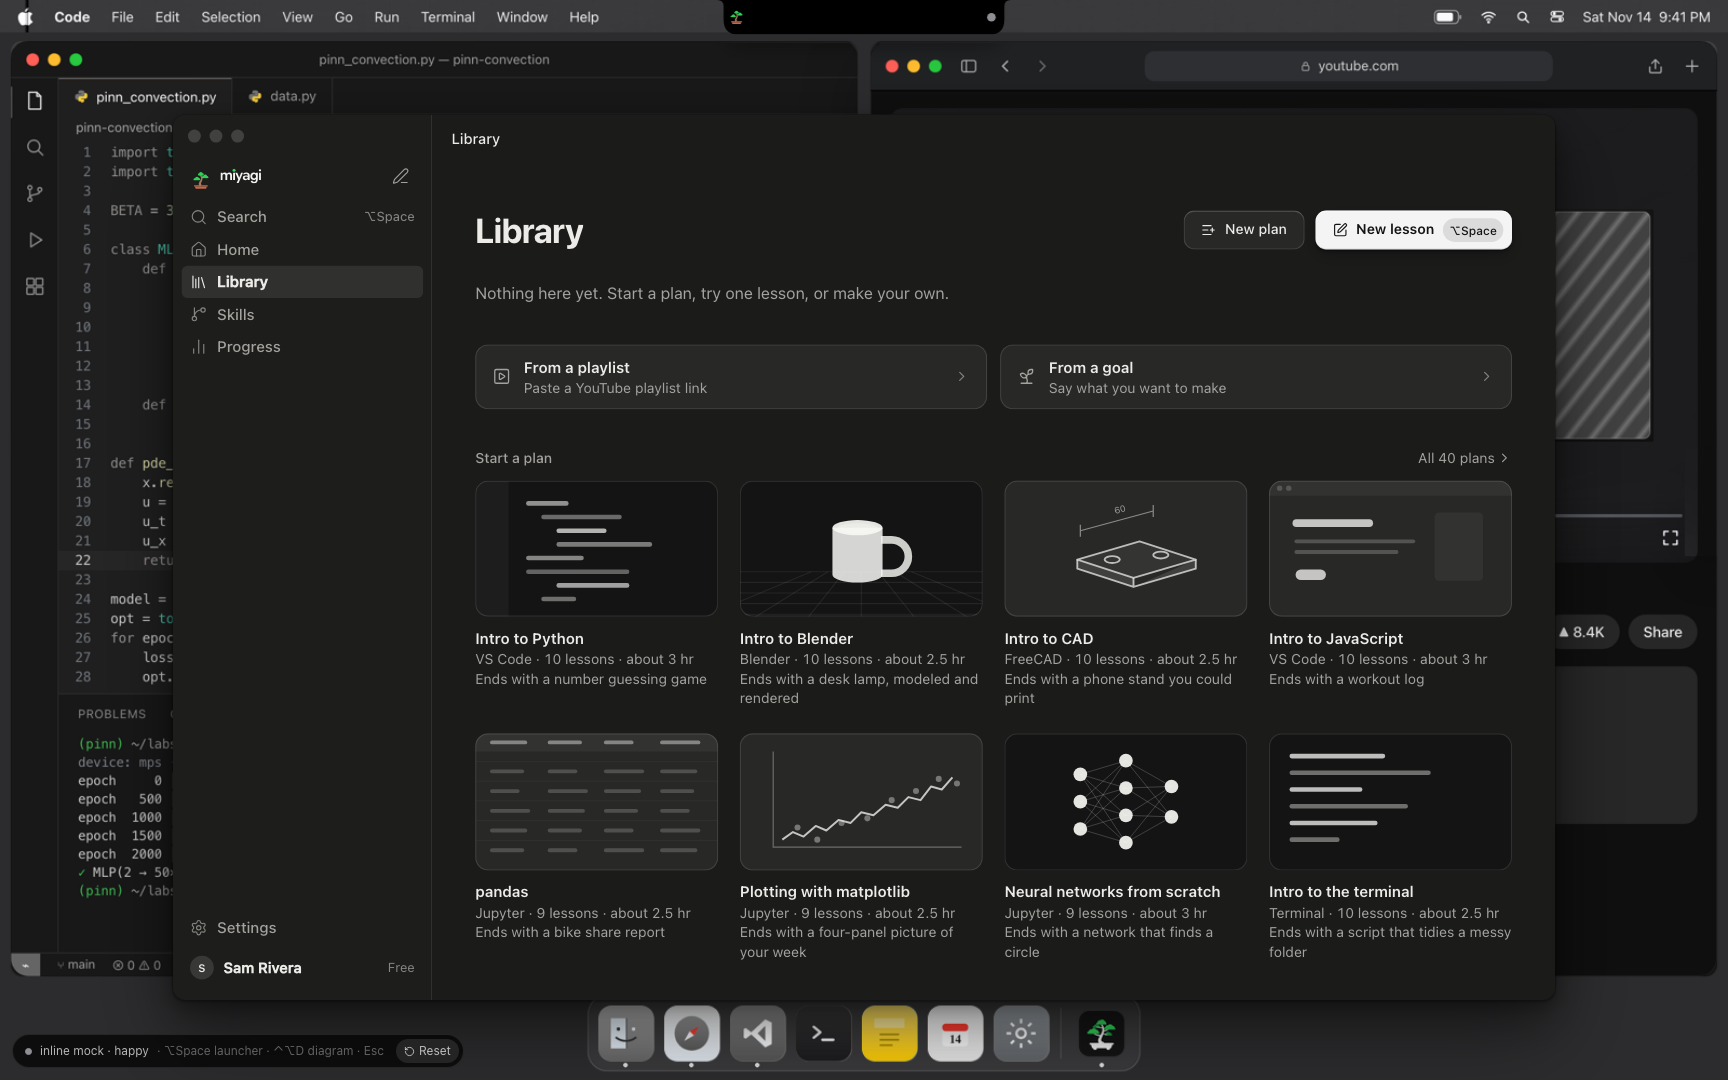 Code File Edit Selection View Go Run Terminal Window Help
Sat Nov 14 9:41 PM
pinn_convection.py — pinn-convection
youtube.com
pinn_convection.py
data.py
pinn-convection
1 import t
2 import t
3
4 BETA = 3
5
6 class ML
7 def
8
9
10
11
12
13
14 def
15
16
17 def pde_
18 x.re
19 u =
20 u_t
21 u_x
22 retu
23
24 model =
25 opt = to
26 for epoc
27 loss
28 opt.
PROBLEMS
(pinn) ~/labs
device: mps
epoch 0
epoch 500
epoch 1000
epoch 1500
epoch 2000
✓ MLP(2 → 50
(pinn) ~/labs
main 0 0
miyagi
Search ⌥Space
Home
Library
Skills
Progress
Settings
S Sam Rivera Free
Library
Library
New plan
New lesson ⌥Space
Nothing here yet. Start a plan, try one lesson, or make your own.
From a playlist
Paste a YouTube playlist link
From a goal
Say what you want to make
Start a plan
All 40 plans
60
Intro to Python
VS Code · 10 lessons · about 3 hr
Ends with a number guessing game
Intro to Blender
Blender · 10 lessons · about 2.5 hr
Ends with a desk lamp, modeled and
rendered
Intro to CAD
FreeCAD · 10 lessons · about 2.5 hr
Ends with a phone stand you could
print
Intro to JavaScript
VS Code · 10 lessons · about 3 hr
Ends with a workout log
pandas
Jupyter · 9 lessons · about 2.5 hr
Ends with a bike share report
Plotting with matplotlib
Jupyter · 9 lessons · about 2.5 hr
Ends with a four-panel picture of
your week
Neural networks from scratch
Jupyter · 9 lessons · about 3 hr
Ends with a network that finds a
circle
Intro to the terminal
Terminal · 10 lessons · about 2.5 hr
Ends with a script that tidies a messy
folder
▲ 8.4K
Share
14
inline mock · happy · ⌥Space launcher · ^⌥D diagram · Esc
Reset